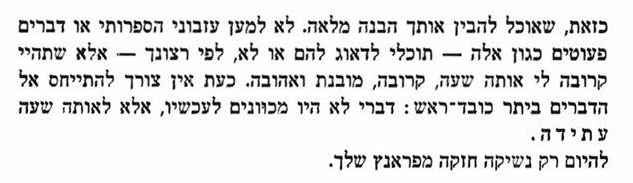 כזאת, שאוכל להבין אותך הבנה מלאה. לא למען עזבוני הספרותי או דברים
פעוטים כגון אלה — תוכלי לדאוג להם או לא, לפי רצונך — אלא שתהיי
קרובה לי אותה שעה, קרובה, מובנת ואהובה. כעת אין צורך להתייחס אל
הדברים ביתר כובד־ראש: דברי לא היו מכוונים לעכשיו, אלא לאותה שעה
עתידה.
להיום רק נשיקה חזקה מפראנץ שלך.